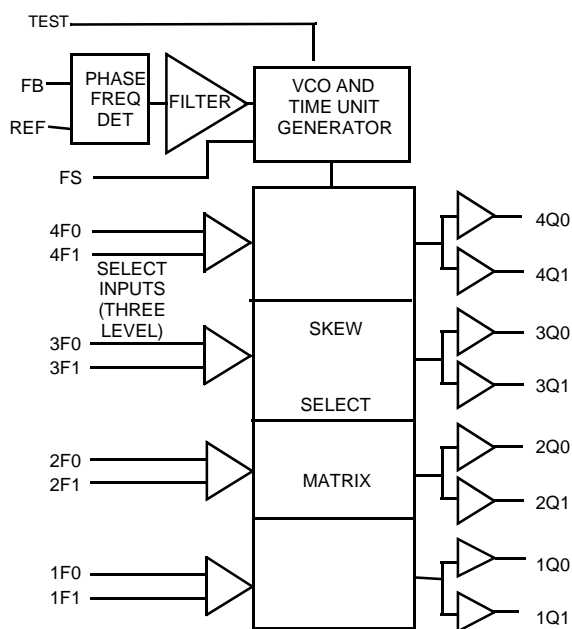 TEST
FB
REF
PHASE
FREQ
DET
FILTER
VCO AND
TIME UNIT
GENERATOR
FS
4F0
4F1
SELECT
INPUTS
(THREE
LEVEL)
3F0
3F1
2F0
2F1
1F0
1F1
SKEW
SELECT
MATRIX
4Q0
4Q1
3Q0
3Q1
2Q0
2Q1
1Q0
1Q1